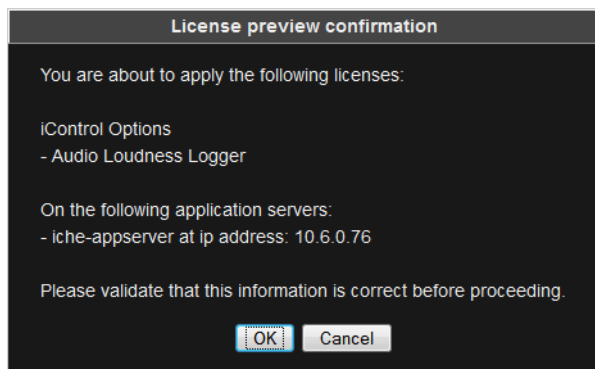 License preview confirmation
You are about to apply the following licenses:
iControl Options
- Audio Loudness Logger
On the following application servers:
- iche-appserver at ip address: 10.6.0.76
Please validate that this information is correct before proceeding.
OK Cancel